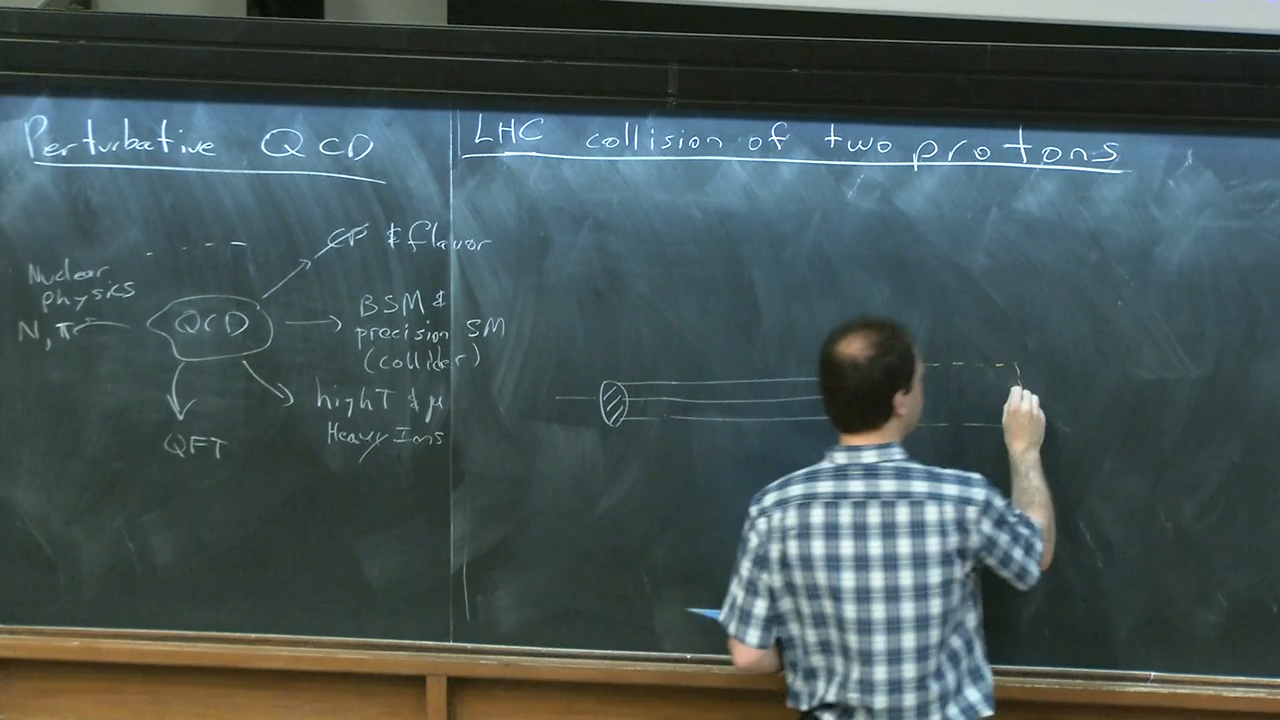 Perturbative QCD
LHC collision of two protons
CP & flavor
Nuclear
physics
N, π
QCD
BSM &
precision SM
(collider)
high T & μ
Heavy Ions
QFT